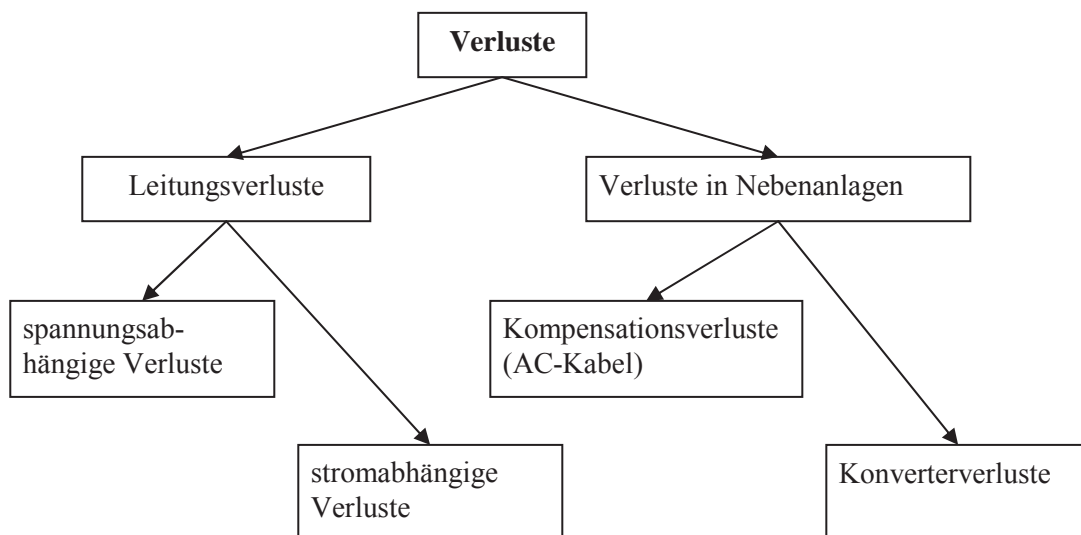 Verluste
Leitungsverluste
Verluste in Nebenanlagen
spannungsab-
hängige Verluste
Kompensationsverluste
(AC-Kabel)
stromabhängige
Verluste
Konverterverluste